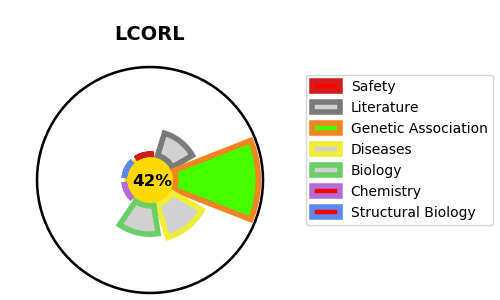 LCORL
42%
Safety
Literature
Genetic Association
Diseases
Biology
Chemistry
Structural Biology